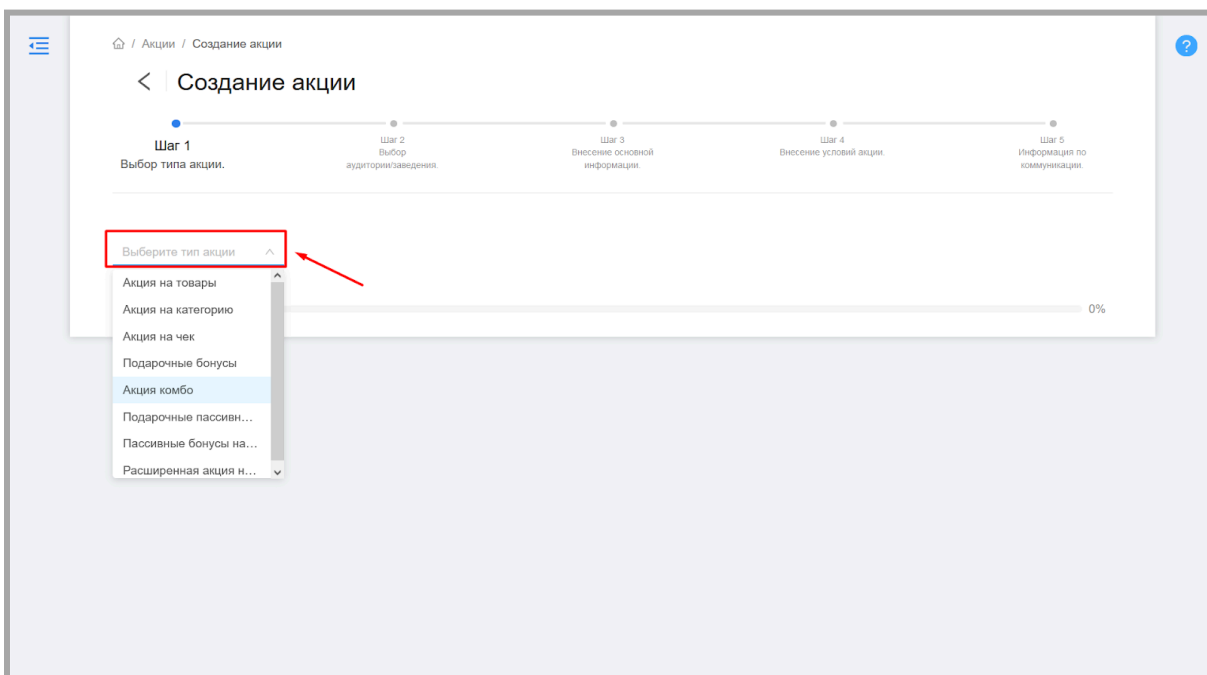 / Акции / Создание акции
Создание акции
Шаг 1
Выбор типа акции.
Шаг 2
Выбор
аудитории/заведения.
Шаг 3
Внесение основной
информации.
Шаг 4
Внесение условий акции.
Шаг 5
Информация по
коммуникации.
?
Выберите тип акции
Акция на товары
Акция на категорию
0%
Акция на чек
Подарочные бонусы
Акция комбо
Подарочные пассивн...
Пассивные бонусы на...
Расширенная акция н...